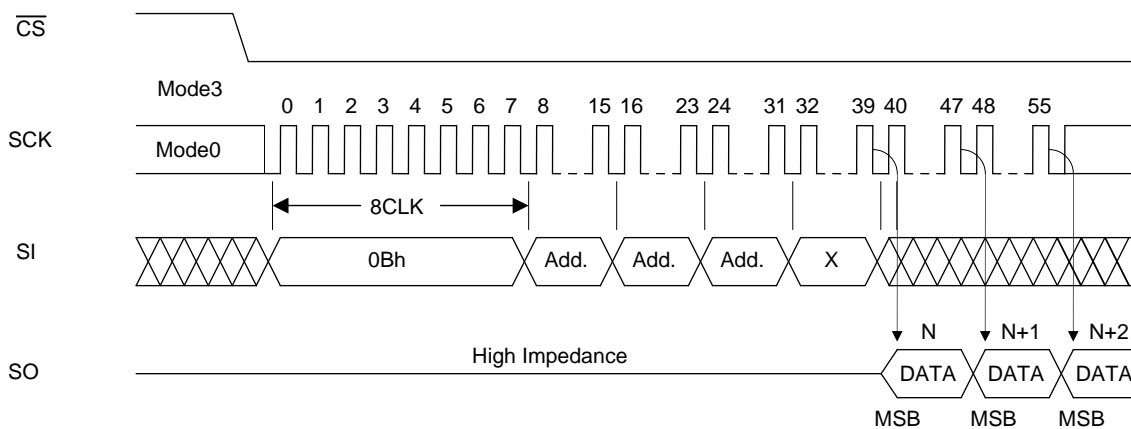 CS
Mode3
0 1 2 3 4 5 6 7 8 15 16 23 24 31 32 39 40 47 48 55
SCK
Mode0
8CLK
SI
0Bh Add. Add. Add. X
N N+1 N+2
High Impedance
SO
DATA DATA DATA
MSB MSB MSB